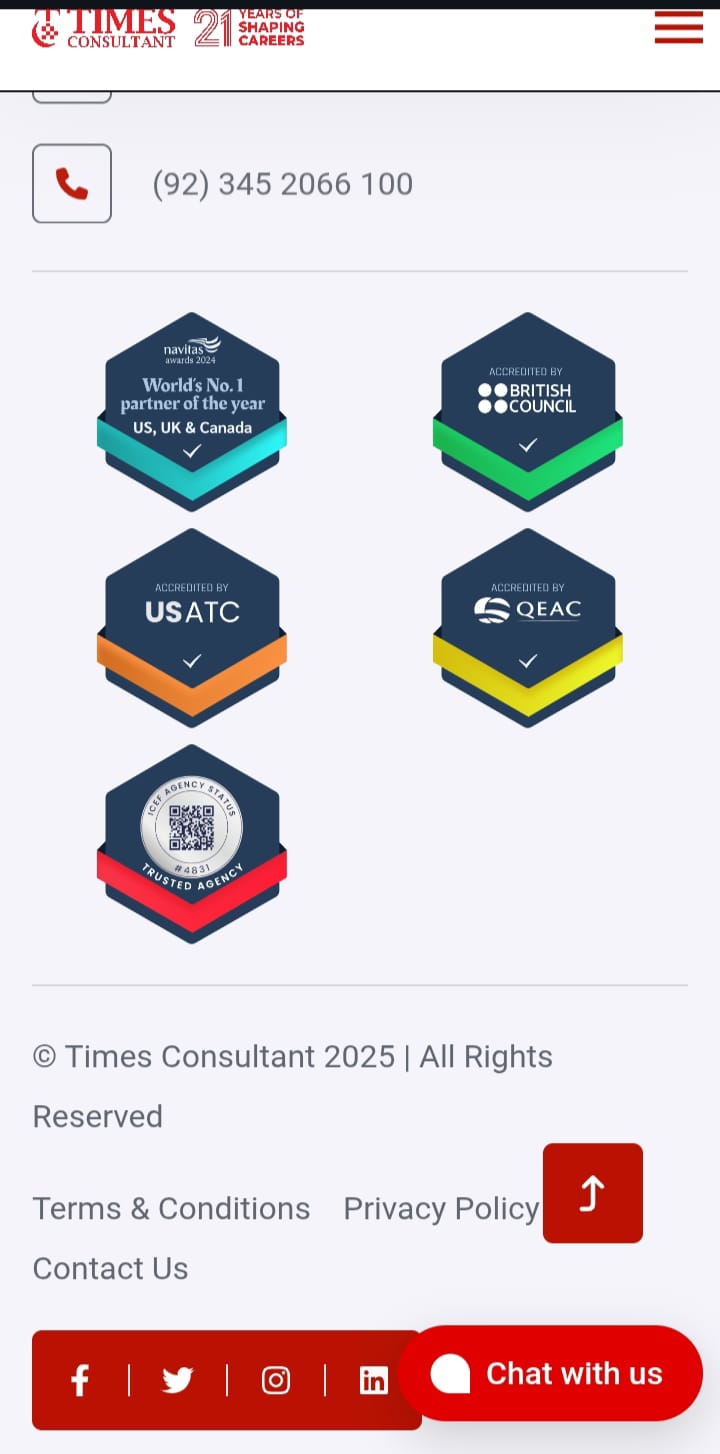 TIMES
CONSULTANT
21
YEARS OF
SHAPING
CAREERS
(92) 345 2066 100
navitas
awards 2024
World's No. 1
partner of the year
US, UK & Canada
ACCREDITED BY
BRITISH
COUNCIL
ACCREDITED BY
USATC
ACCREDITED BY
QEAC
ICEF AGENCY STATUS
#4831
TRUSTED AGENCY
© Times Consultant 2025 | All Rights
Reserved
Terms & Conditions Privacy Policy
Contact Us
Chat with us